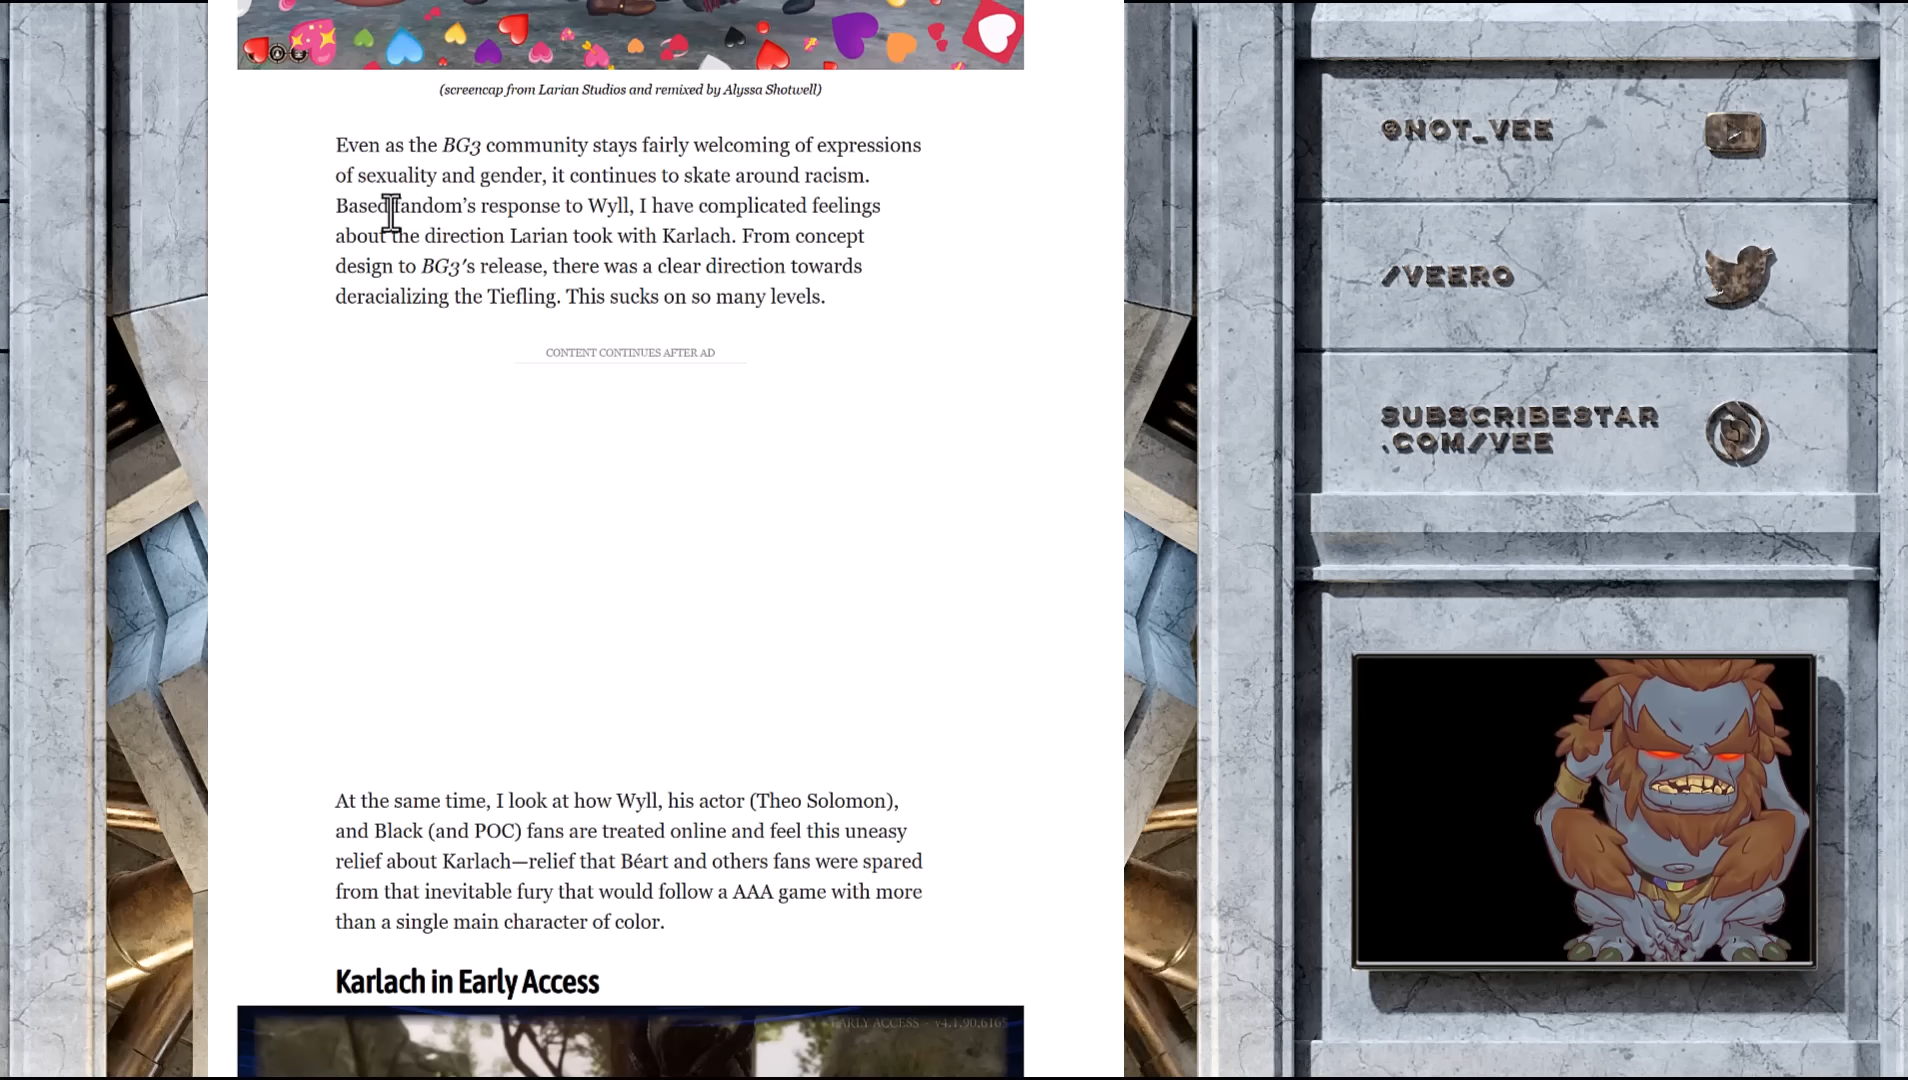 (screencap from Larian Studios and remixed by Alyssa Shotwell)
Even as the BG3 community stays fairly welcoming of expressions
of sexuality and gender, it continues to skate around racism.
Based fandom’s response to Wyll, I have complicated feelings
about the direction Larian took with Karlach. From concept
design to BG3’s release, there was a clear direction towards
deracializing the Tiefling. This sucks on so many levels.
CONTENT CONTINUES AFTER AD
At the same time, I look at how Wyll, his actor (Theo Solomon),
and Black (and POC) fans are treated online and feel this uneasy
relief about Karlach—relief that Béart and others fans were spared
from that inevitable fury that would follow a AAA game with more
than a single main character of color.
Karlach in Early Access
EARLY ACCESS - v4.1.90.6165
@NOT_VEE
/VEERO
SUBSCRIBESTAR
.COM/VEE